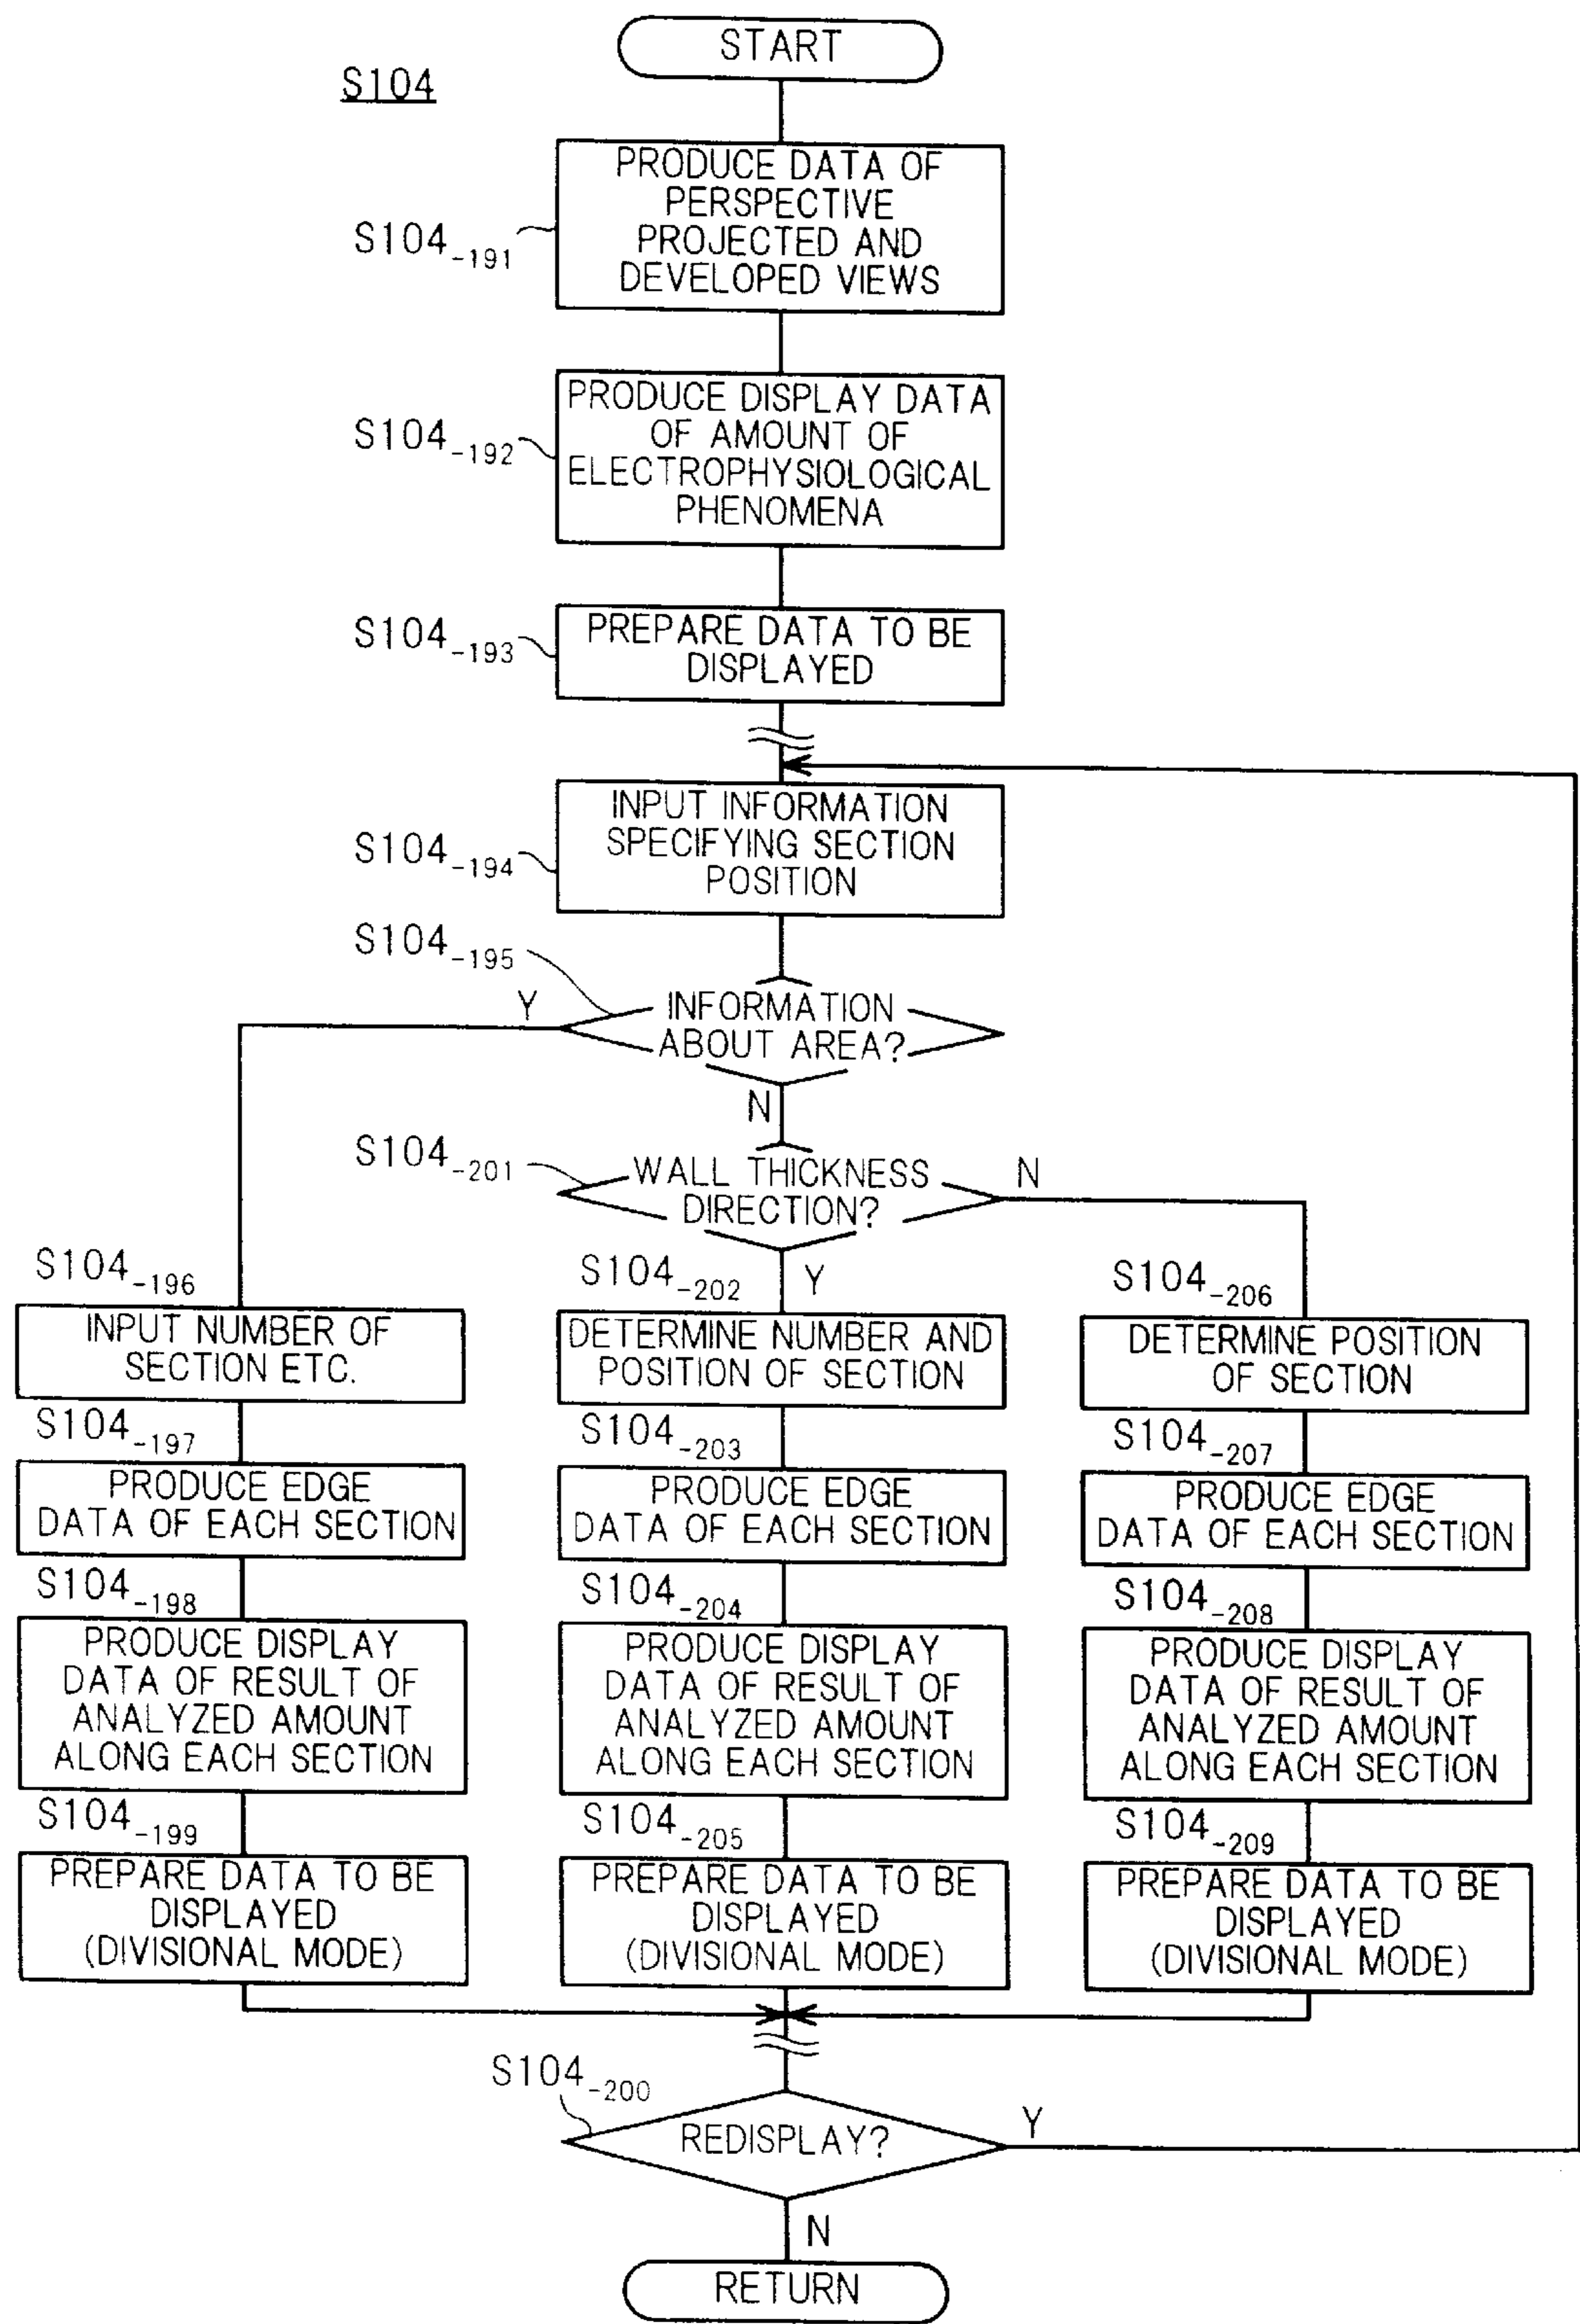 START
S104
PRODUCE DATA OF
PERSPECTIVE
PROJECTED AND
DEVELOPED VIEWS
S104-191
PRODUCE DISPLAY DATA
OF AMOUNT OF
ELECTROPHYSIOLOGICAL
PHENOMENA
S104-192
PREPARE DATA TO BE
DISPLAYED
S104-193
INPUT INFORMATION
SPECIFYING SECTION
POSITION
S104-194
S104-195
INFORMATION
ABOUT AREA?
Y
N
S104-201
WALL THICKNESS
DIRECTION?
N
Y
S104-196
INPUT NUMBER OF
SECTION ETC.
S104-197
PRODUCE EDGE
DATA OF EACH SECTION
S104-198
PRODUCE DISPLAY
DATA OF RESULT OF
ANALYZED AMOUNT
ALONG EACH SECTION
S104-199
PREPARE DATA TO BE
DISPLAYED
(DIVISIONAL MODE)
S104-202
DETERMINE NUMBER AND
POSITION OF SECTION
S104-203
PRODUCE EDGE
DATA OF EACH SECTION
S104-204
PRODUCE DISPLAY
DATA OF RESULT OF
ANALYZED AMOUNT
ALONG EACH SECTION
S104-205
PREPARE DATA TO BE
DISPLAYED
(DIVISIONAL MODE)
S104-206
DETERMINE POSITION
OF SECTION
S104-207
PRODUCE EDGE
DATA OF EACH SECTION
S104-208
PRODUCE DISPLAY
DATA OF RESULT OF
ANALYZED AMOUNT
ALONG EACH SECTION
S104-209
PREPARE DATA TO BE
DISPLAYED
(DIVISIONAL MODE)
S104-200
REDISPLAY?
Y
N
RETURN